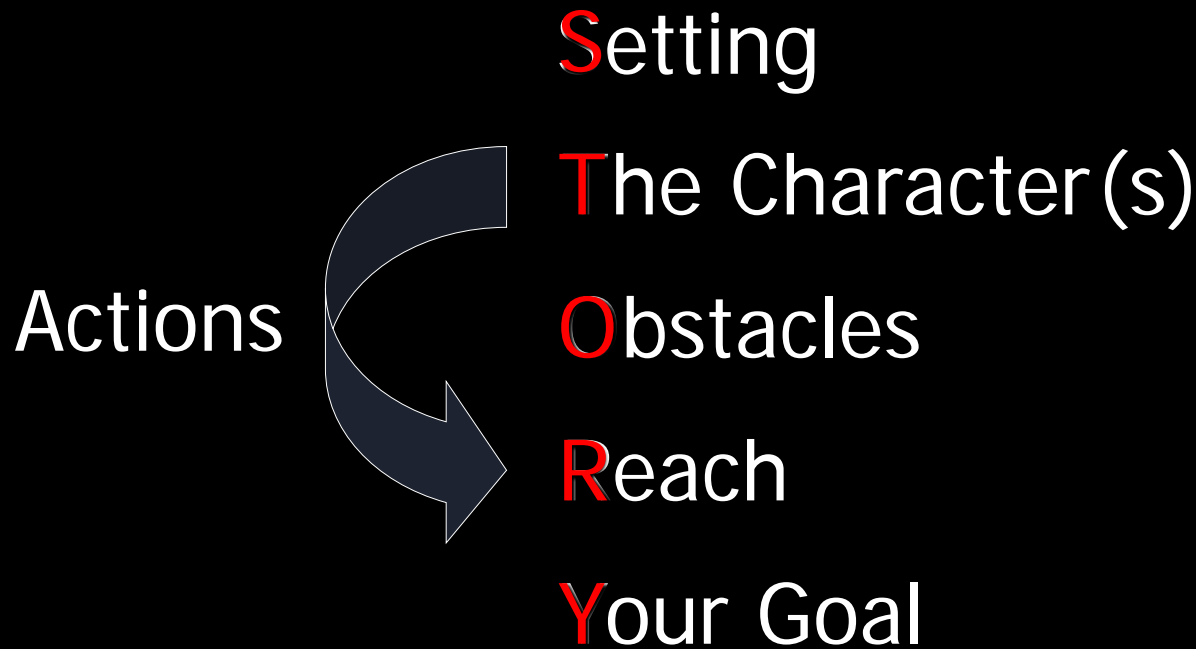 Setting
The Character(s)
Actions
Obstacles
Reach
Your Goal